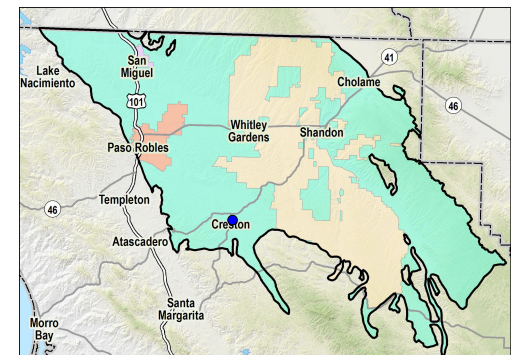 41
San
Miguel
Lake
Nacimiento
Cholame
101
46
Whitley
Gardens
Shandon
Paso Robles
Templeton
46
Creston
Atascadero
Santa
Margarita
Morro
Bay